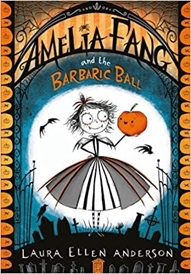 AMELIA FANG
and the
BARBARIC BALL
LAURA ELLEN ANDERSON